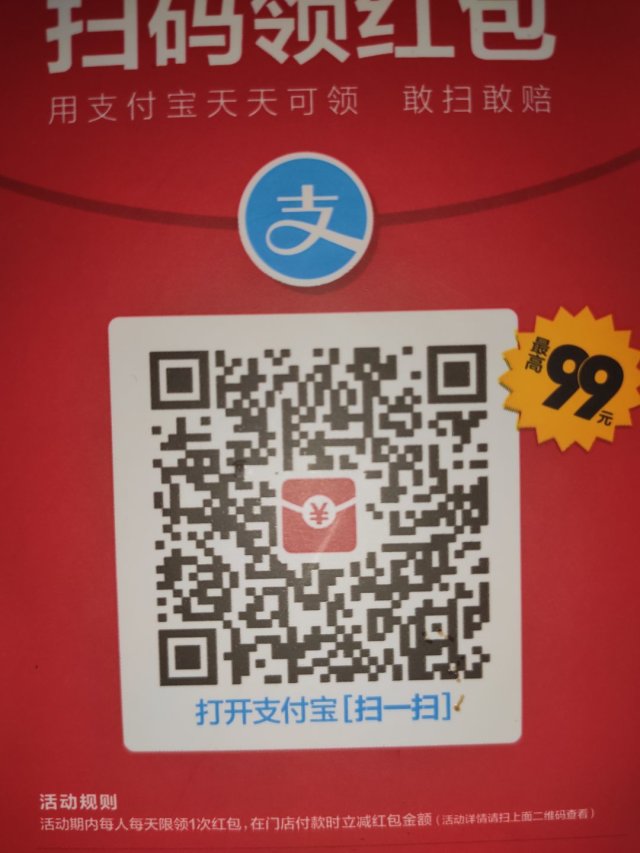 扫码领红包
用支付宝天天可领 敢扫敢赔
支
最高99元
打开支付宝[扫一扫]
活动规则
活动期内每人每天限领1次红包,在门店付款时立减红包金额(活动详情请扫上面二维码查看)